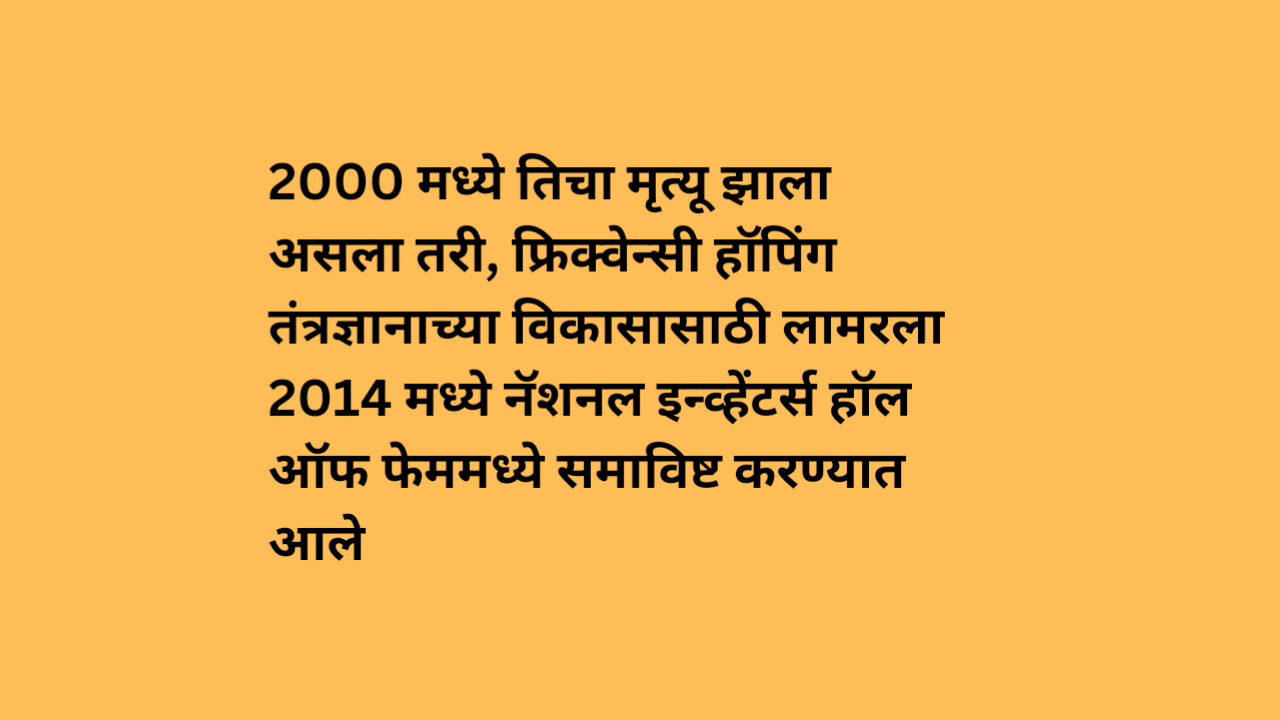 2000 मध्ये तिचा मृत्यू झाला
असला तरी, फ्रिक्वेन्सी हॉपिंग
तंत्रज्ञानाच्या विकासासाठी लामरला
2014 मध्ये नॅशनल इन्व्हेंटर्स हॉल
ऑफ फेममध्ये समाविष्ट करण्यात
आले